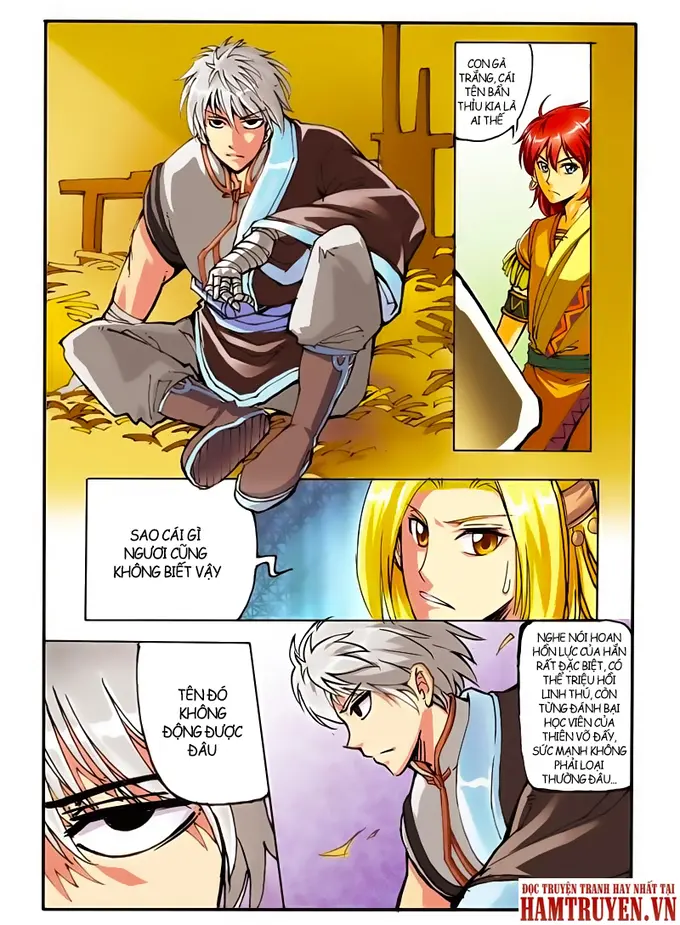 CON GÀ
TRẮNG, CÁI
TÊN BẨN
THỈU KIA LÀ
AI THẾ
SAO CÁI GÌ
NGƯƠI CŨNG
KHÔNG BIẾT VẬY
TÊN ĐÓ
KHÔNG
ĐỘNG ĐƯỢC
ĐÂU
NGHE NÓI HOAN
HỒN LỰC CỦA HẮN
RẤT ĐẶC BIỆT, CÓ
THỂ TRIỆU HỒI
LINH THÚ, CÒN
TỪNG ĐÁNH BẠI
HỌC VIÊN CỦA
THIÊN VÕ ĐẤY,
SỨC MẠNH KHÔNG
PHẢI LOẠI
THƯỜNG ĐÂU...
ĐỌC TRUYỆN TRANH HAY NHẤT TẠI
HAMTRUYEN.VN